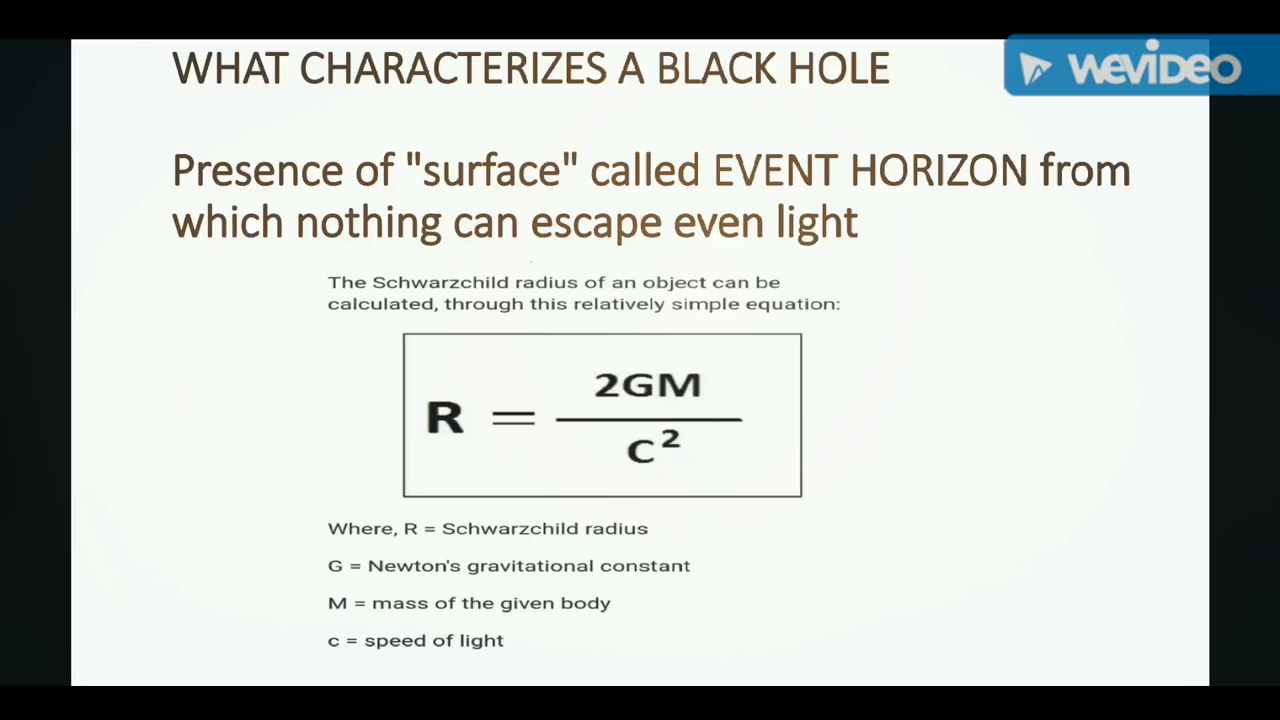 WHAT CHARACTERIZES A BLACK HOLE
WEVIDEO
Presence of "surface" called EVENT HORIZON from
which nothing can escape even light
The Schwarzchild radius of an object can be
calculated, through this relatively simple equation:
R = 2GM / c²
Where, R = Schwarzchild radius
G = Newton's gravitational constant
M = mass of the given body
c = speed of light